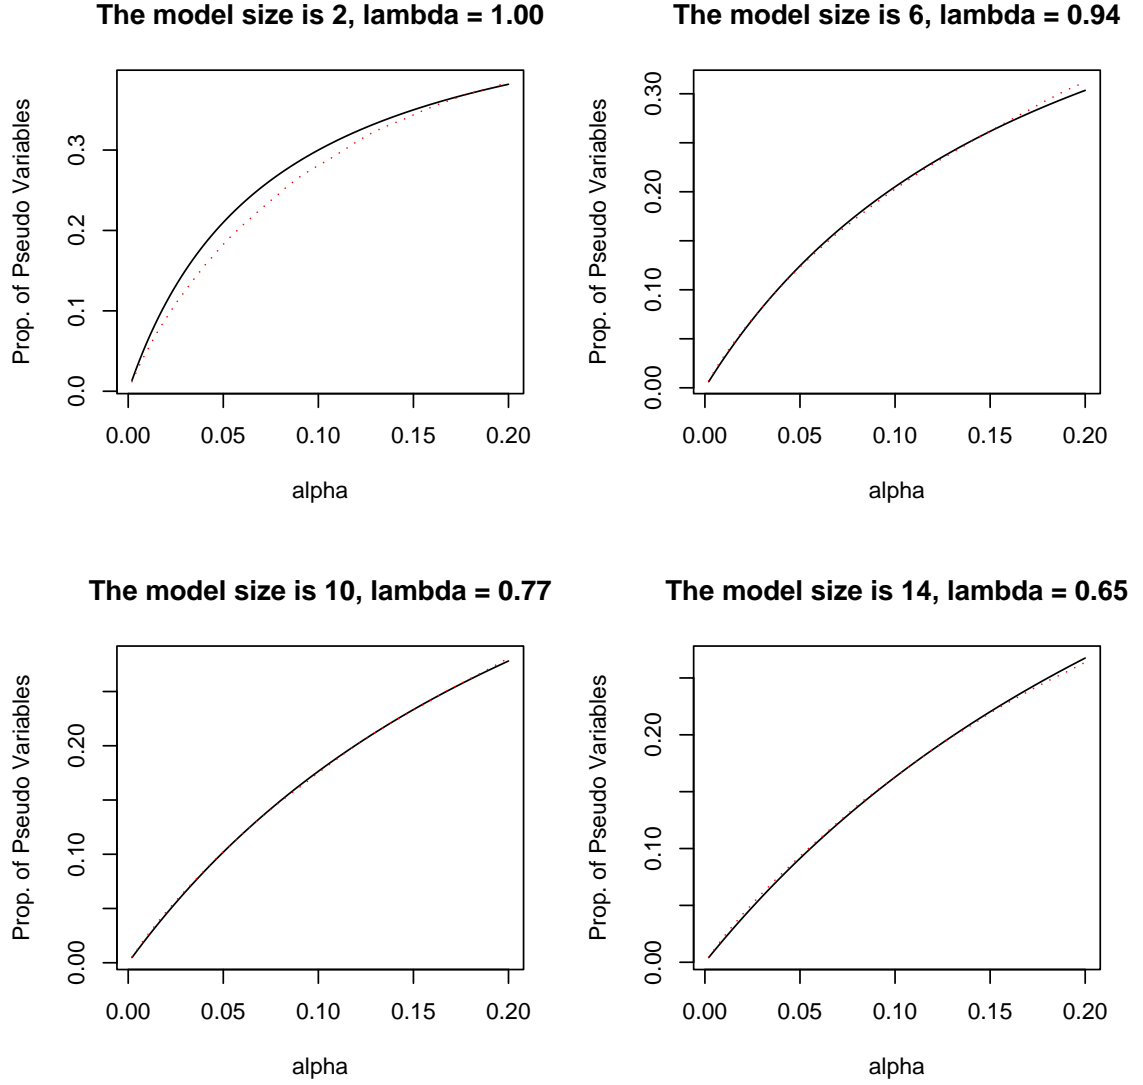 The model size is 2, lambda = 1.00
Prop. of Pseudo Variables
0.3
0.2
0.1
0.0
0.00 0.05 0.10 0.15 0.20
alpha
The model size is 6, lambda = 0.94
Prop. of Pseudo Variables
0.30
0.20
0.10
0.00
0.00 0.05 0.10 0.15 0.20
alpha
The model size is 10, lambda = 0.77
Prop. of Pseudo Variables
0.20
0.10
0.00
0.00 0.05 0.10 0.15 0.20
alpha
The model size is 14, lambda = 0.65
Prop. of Pseudo Variables
0.20
0.10
0.00
0.00 0.05 0.10 0.15 0.20
alpha